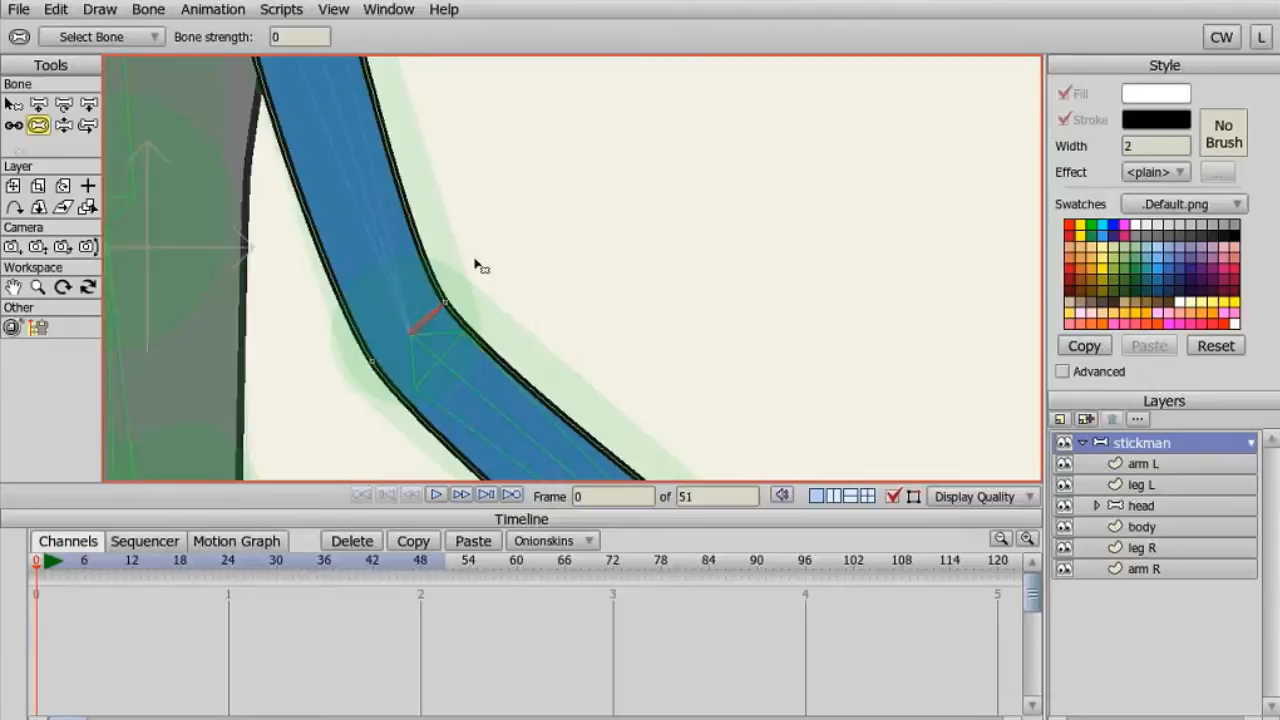 File Edit Draw Bone Animation Scripts View Window Help
Select Bone Bone strength: 0 CW L
Tools
Bone
Layer
Camera
Workspace
Other
Style
Fill
Stroke
No Brush
Width 2
Effect <plain> ...
Swatches .Default.png
Copy Paste Reset
Advanced
Layers
...
stickman
arm L
leg L
head
body
leg R
arm R
Frame 0 of 51 Display Quality
Timeline
Channels Sequencer Motion Graph Delete Copy Paste Onionskins
0 6 12 18 24 30 36 42 48 54 60 66 72 78 84 90 96 102 108 114 120
0 1 2 3 4 5